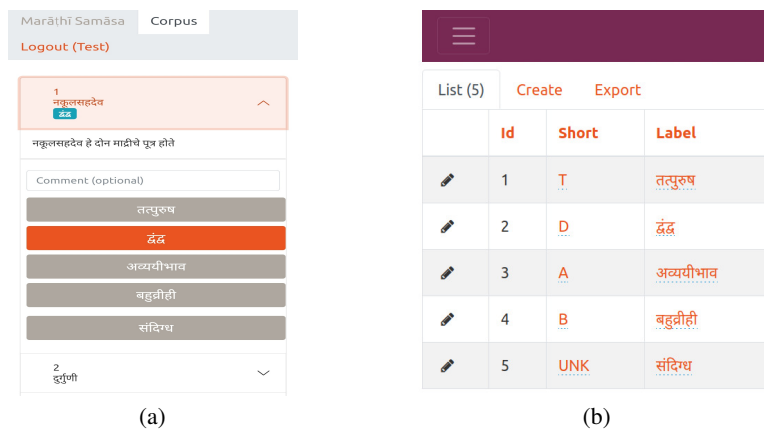 Marāṭhī Samāsa Corpus
Logout (Test)
1
नकूलसहदेव
द्वंद्व
नकूलसहदेव हे दोन माद्रीचे पूत्र होते
Comment (optional)
तत्पुरुष
द्वंद्व
अव्ययीभाव
बहुव्रीही
संदिग्ध
2
दुर्गुणी
(a)
List (5) Create Export
Id Short Label
1 T तत्पुरुष
2 D द्वंद्व
3 A अव्ययीभाव
4 B बहुव्रीही
5 UNK संदिग्ध
(b)